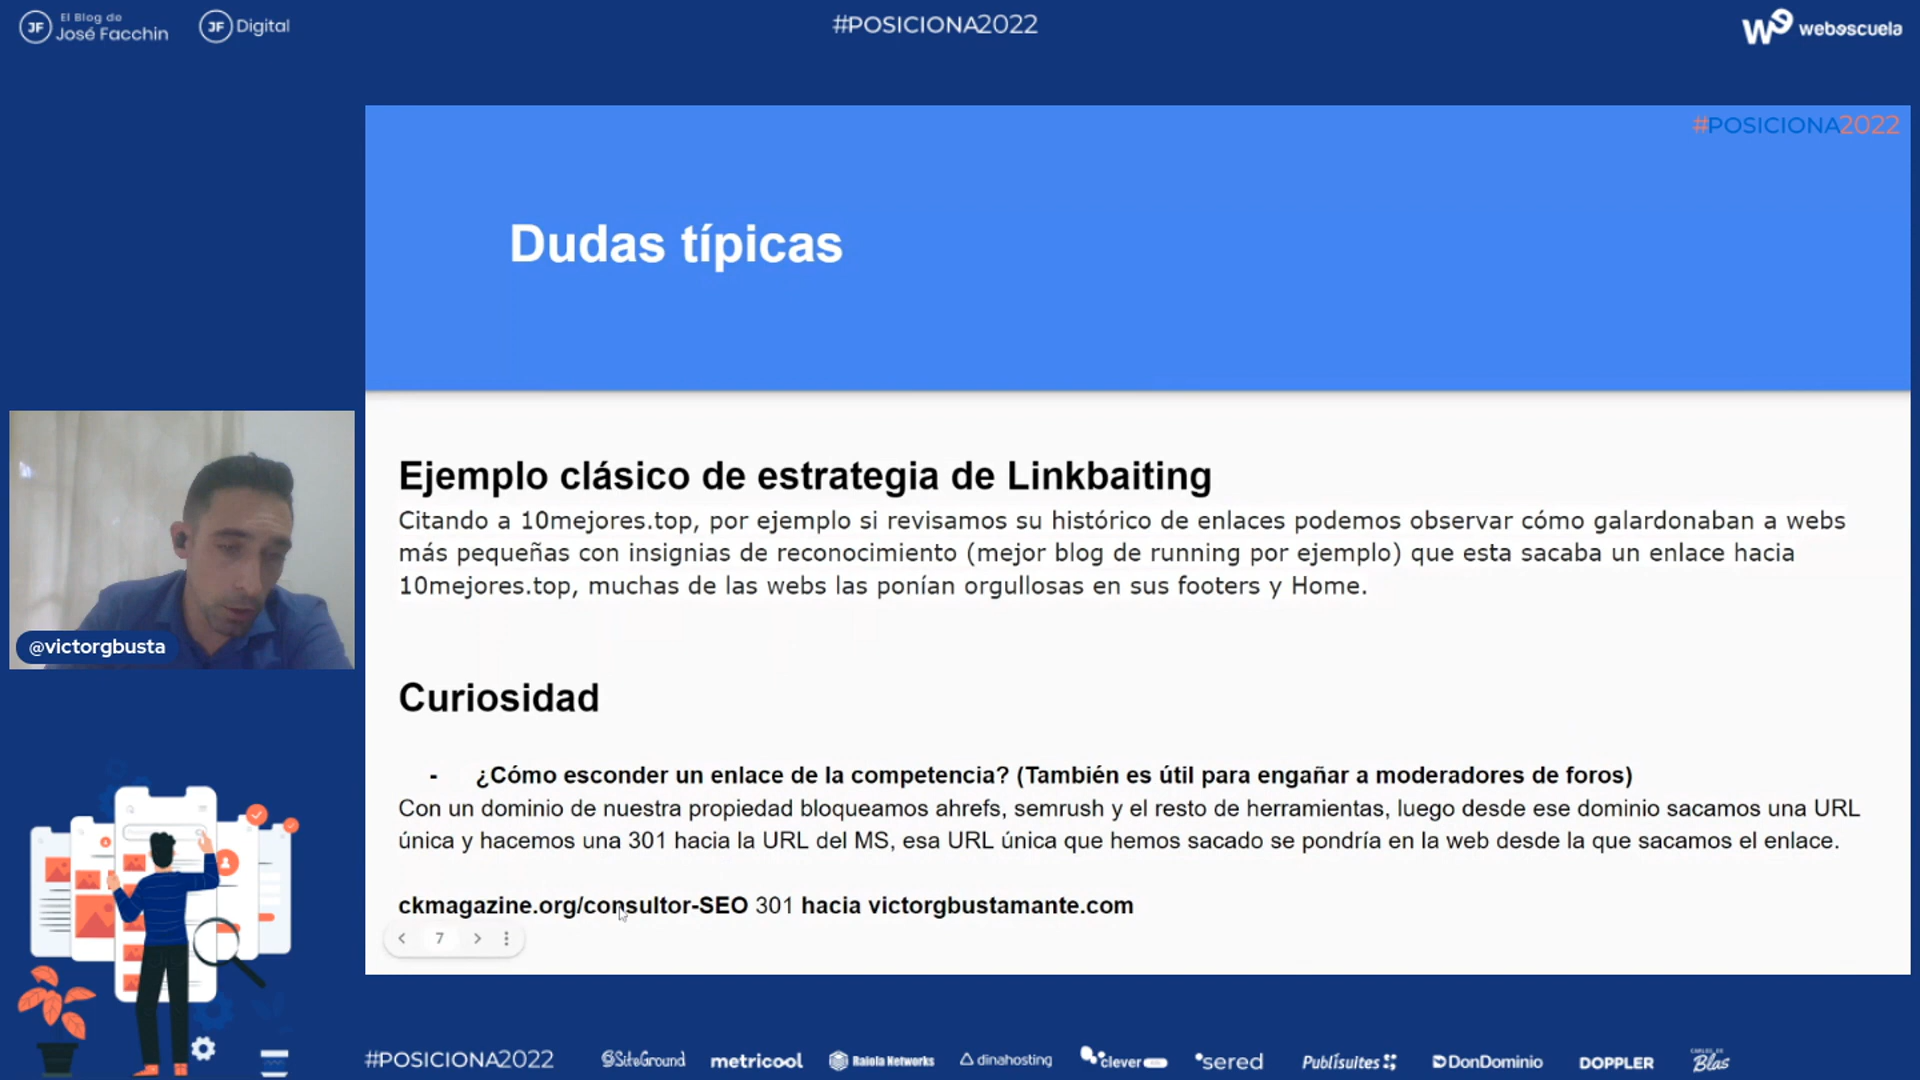 JF El Blog de José Facchin
JF Digital
#POSICIONA2022
We webescuela
#POSICIONA2022
Dudas típicas
Ejemplo clásico de estrategia de Linkbaiting
Citando a 10mejores.top, por ejemplo si revisamos su histórico de enlaces podemos observar cómo galardonaban a webs
más pequeñas con insignias de reconocimiento (mejor blog de running por ejemplo) que esta sacaba un enlace hacia
10mejores.top, muchas de las webs las ponían orgullosas en sus footers y Home.
@victorgbusta
Curiosidad
- ¿Cómo esconder un enlace de la competencia? (También es útil para engañar a moderadores de foros)
Con un dominio de nuestra propiedad bloqueamos ahrefs, semrush y el resto de herramientas, luego desde ese dominio sacamos una URL
única y hacemos una 301 hacia la URL del MS, esa URL única que hemos sacado se pondría en la web desde la que sacamos el enlace.
ckmagazine.org/consultor-SEO 301 hacia victorgbustamante.com
7
#POSICIONA2022 SiteGround metricool Raiola Networks dinahosting clever sered Publisuites DonDominio DOPPLER CARLOS DE Blas